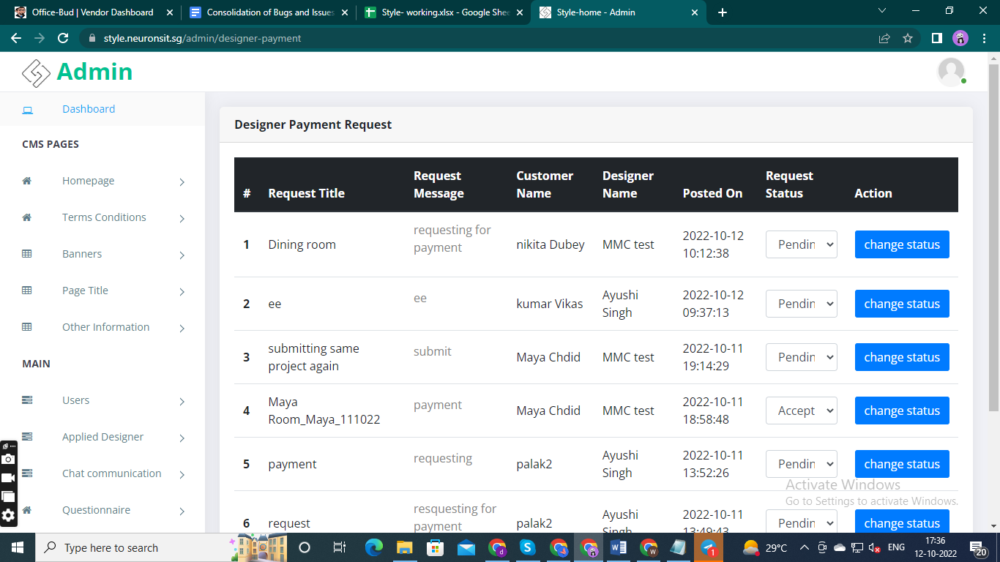 Office-Bud | Vendor Dashboard
Consolidation of Bugs and Issues
Style- working.xlsx - Google Shee
Style-home - Admin
style.neuronsit.sg/admin/designer-payment
Admin
Dashboard
CMS PAGES
Homepage
Terms Conditions
Banners
Page Title
Other Information
MAIN
Users
Applied Designer
Chat communication
Questionnaire
Designer Payment Request
# Request Title Request Message Customer Name Designer Name Posted On Request Status Action
1 Dining room requesting for payment nikita Dubey MMC test 2022-10-12 10:12:38 Pendin change status
2 ee ee kumar Vikas Ayushi Singh 2022-10-12 09:37:13 Pendin change status
3 submitting same project again submit Maya Chdid MMC test 2022-10-11 19:14:29 Pendin change status
4 Maya Room_Maya_111022 payment Maya Chdid MMC test 2022-10-11 18:58:48 Accept change status
5 payment requesting palak2 Ayushi Singh 2022-10-11 13:52:26 Pendin change status
6 request resquesting for payment palak2 Ayushi Singh 2022-10-11 13:49:43 Pendin change status
Activate Windows
Go to Settings to activate Windows.
Type here to search
1
29°C
ENG
17:36
12-10-2022
20